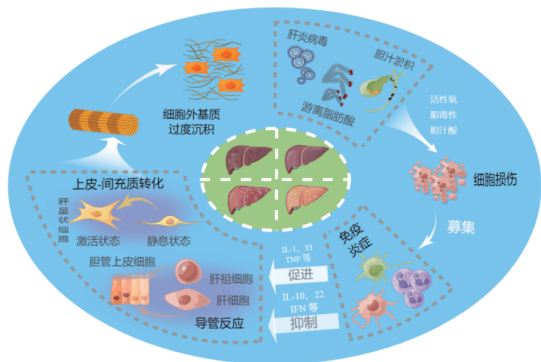 肝炎病毒
胆汁淤积
游离脂肪酸
活性氧
脂毒性
胆汁酸
细胞损伤
募集
免疫
炎症
IL-1，33
TNF 等
促进
IL-10、22
IFN 等
抑制
上皮-间充质转化
肝星状细胞
激活状态
静息状态
胆管上皮细胞
肝祖细胞
肝细胞
导管反应
细胞外基质
过度沉积